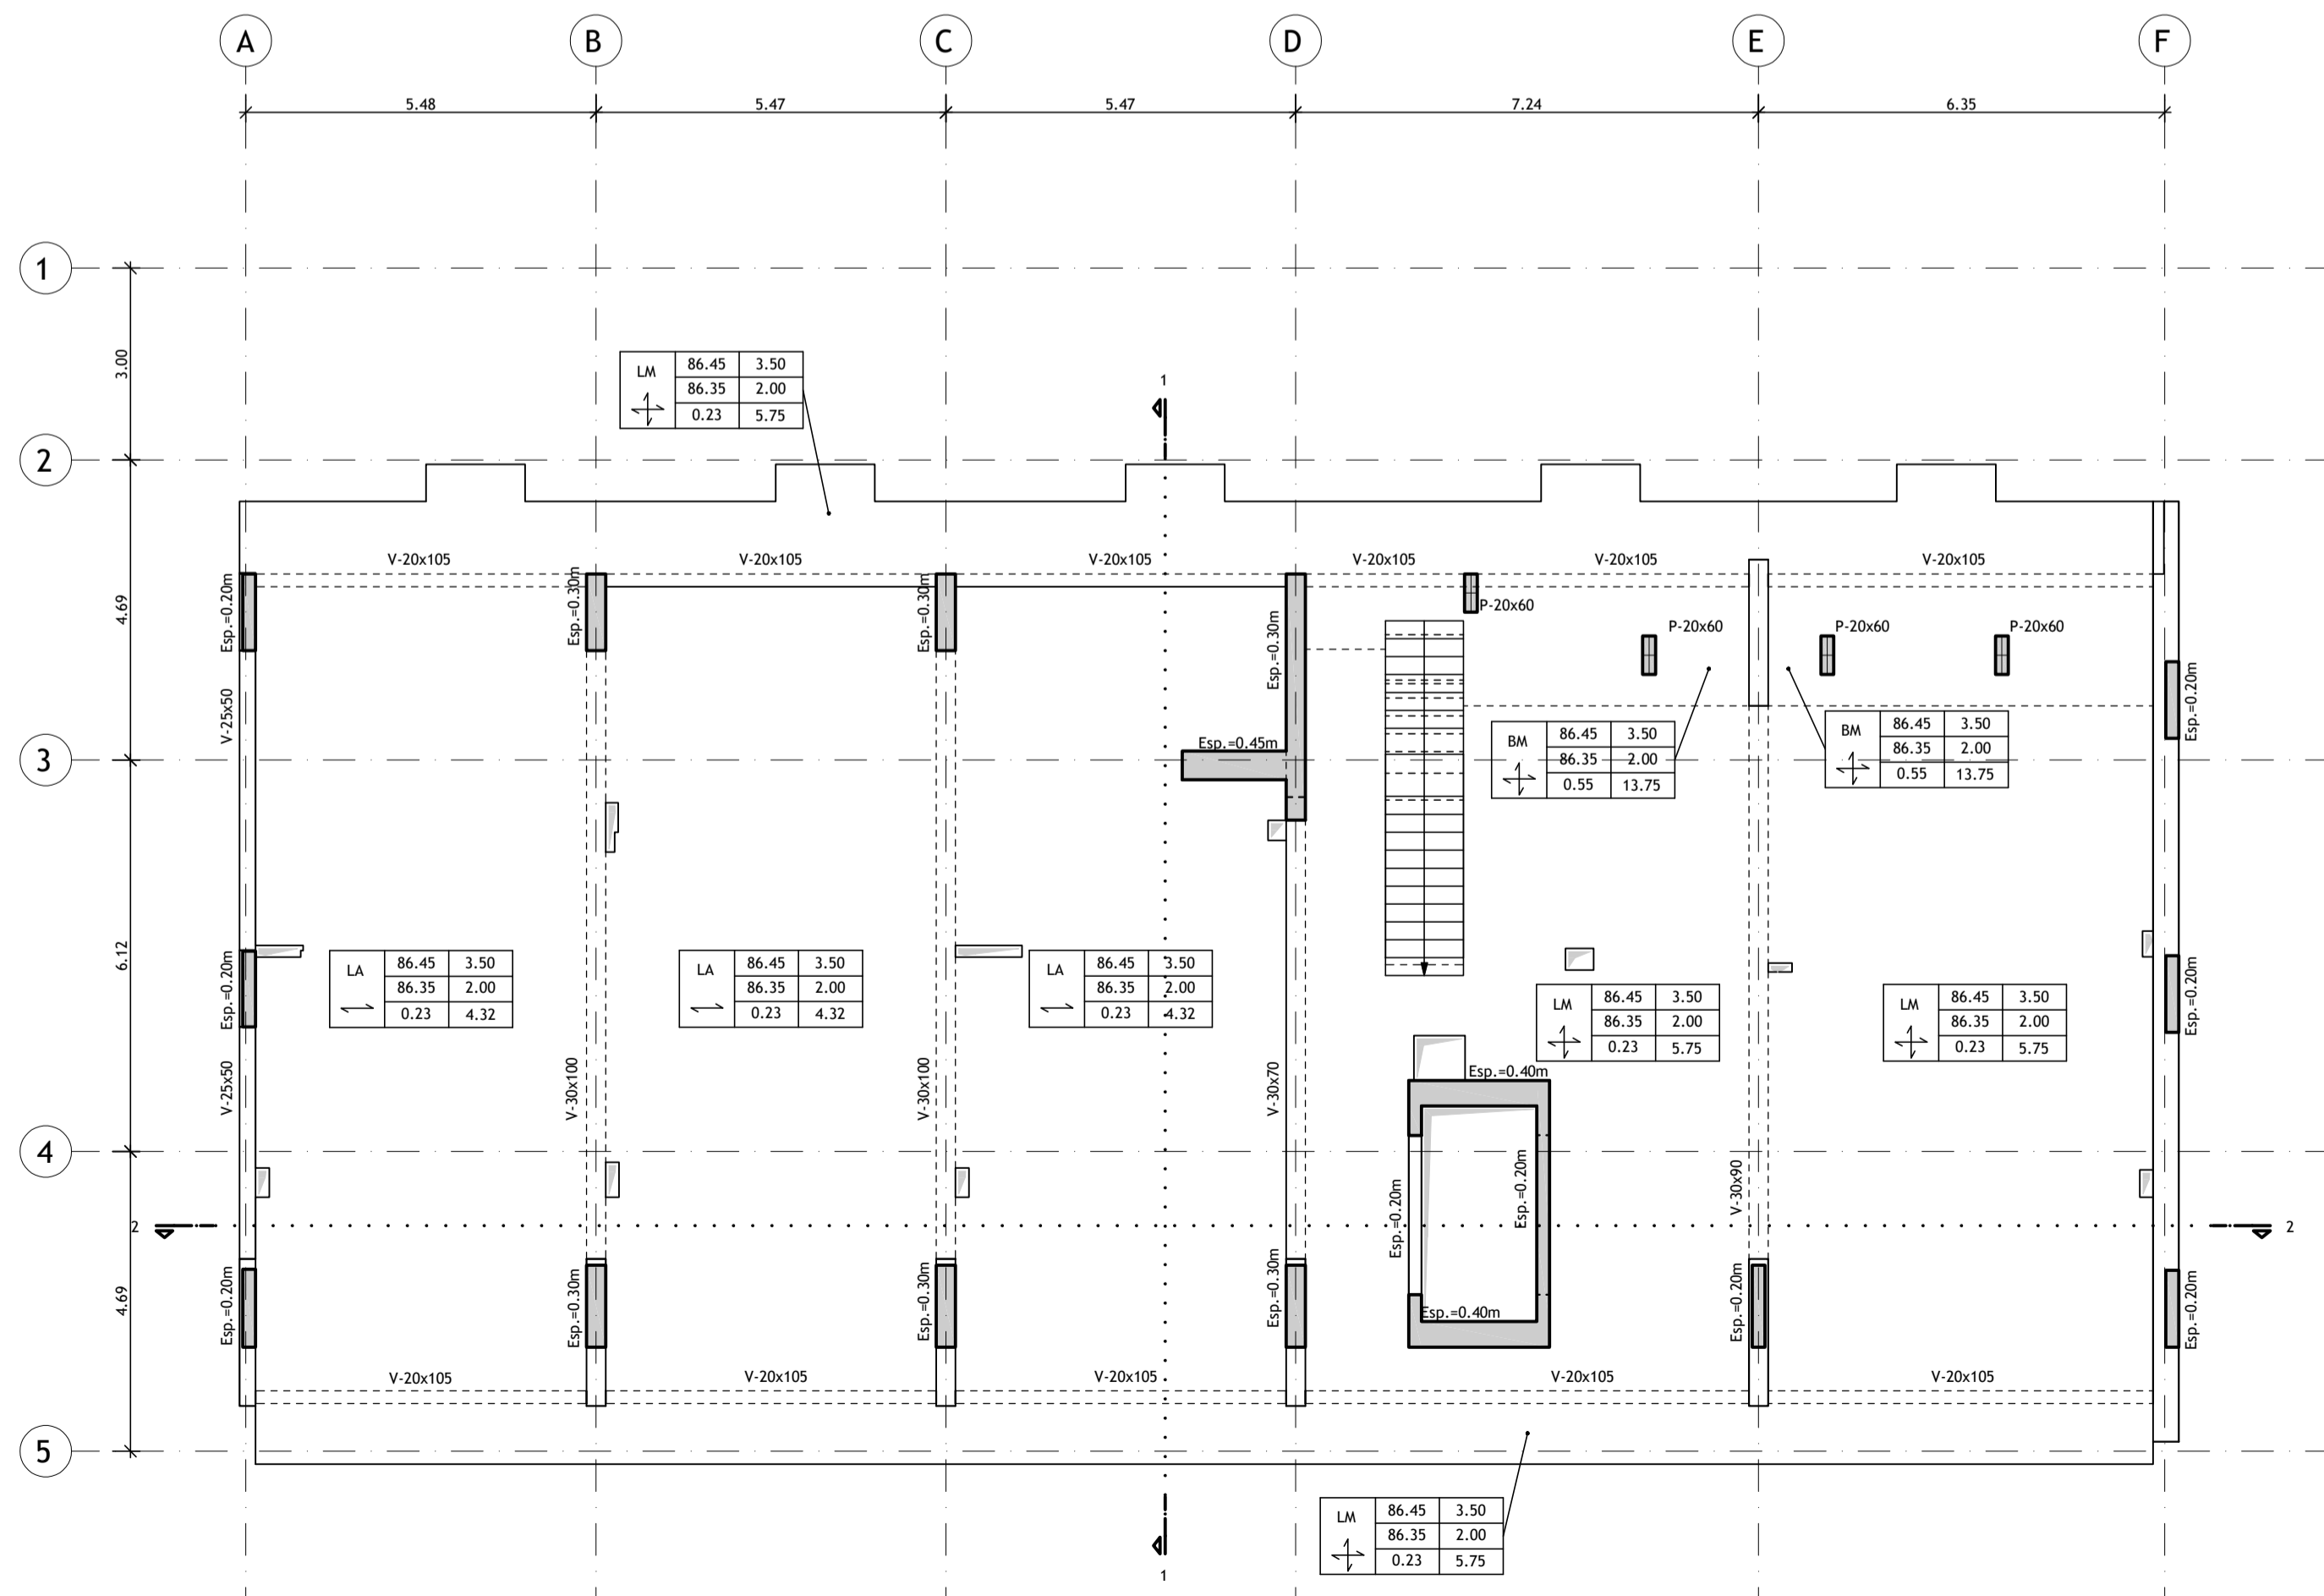 A B C D E F
5.48 5.47 5.47 7.24 6.35
1
3.00
LM 86.45 3.50
86.35 2.00
0.23 5.75
1
2
V-20x105 V-20x105 V-20x105 V-20x105 V-20x105 V-20x105
Esp.=0.20m
Esp.=0.30m
Esp.=0.30m
Esp.=0.30m
P-20x60
P-20x60
P-20x60
P-20x60
4.69
V-25x50
Esp.=0.20m
Esp.=0.45m
3
BM 86.45 3.50
86.35 2.00
0.55 13.75
BM 86.45 3.50
86.35 2.00
0.55 13.75
6.12
Esp.=0.20m
LA 86.45 3.50
86.35 2.00
0.23 4.32
LA 86.45 3.50
86.35 2.00
0.23 4.32
LA 86.45 3.50
86.35 2.00
0.23 4.32
LM 86.45 3.50
86.35 2.00
0.23 5.75
LM 86.45 3.50
86.35 2.00
0.23 5.75
Esp.=0.20m
V-25x50
V-30x100
V-30x100
V-30x70
Esp.=0.40m
4
Esp.=0.20m
Esp.=0.20m
V-30x90
2 2
4.69
Esp.=0.20m
Esp.=0.30m
Esp.=0.30m
Esp.=0.30m
Esp.=0.40m
Esp.=0.20m
Esp.=0.20m
V-20x105 V-20x105 V-20x105 V-20x105 V-20x105
5
LM 86.45 3.50
86.35 2.00
0.23 5.75
1